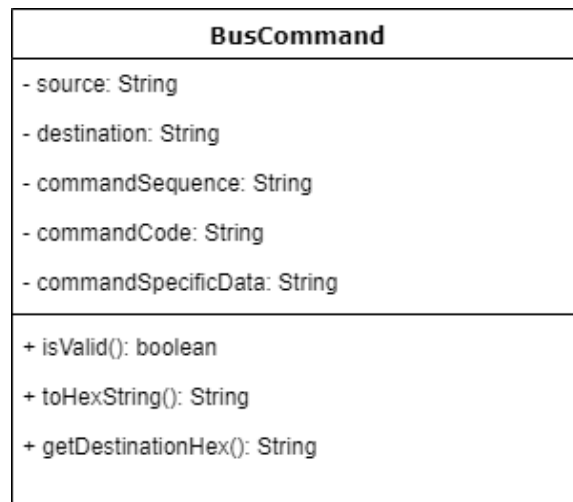 BusCommand
- source: String
- destination: String
- commandSequence: String
- commandCode: String
- commandSpecificData: String
+ isValid(): boolean
+ toHexString(): String
+ getDestinationHex(): String